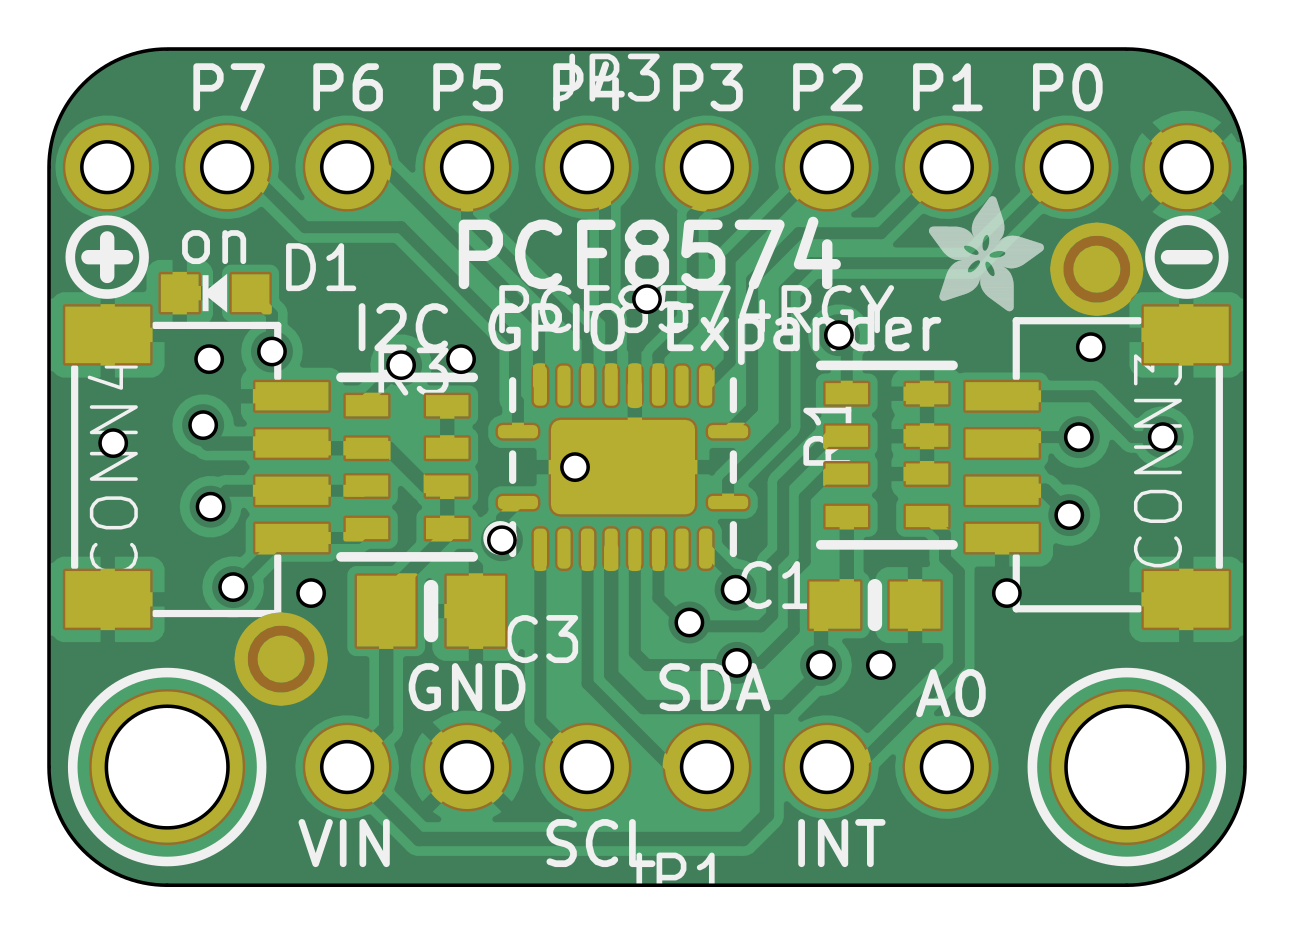 JP3
P7 P6 P5 P4 P3 P2 P1 P0
PCF8574
on D1
PCF8574RGY
I2C GPIO Expander
R3
CONN4
R1
CONN3
C1
C3
GND SDA A0
VIN SCL INT
JP1